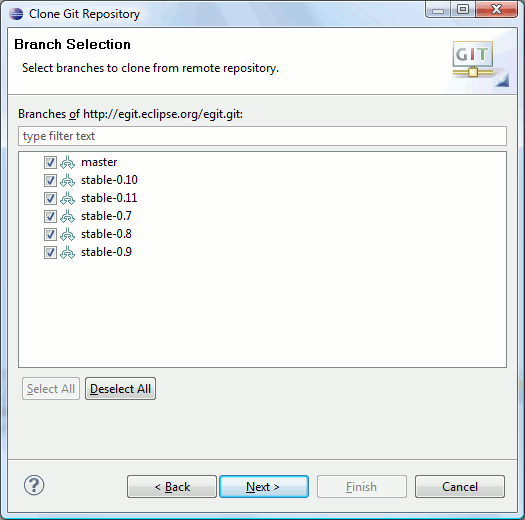 Clone Git Repository
Branch Selection
Select branches to clone from remote repository.
GIT
Branches of http://egit.eclipse.org/egit.git:
type filter text
master
stable-0.10
stable-0.11
stable-0.7
stable-0.8
stable-0.9
Select All Deselect All
? < Back Next > Finish Cancel